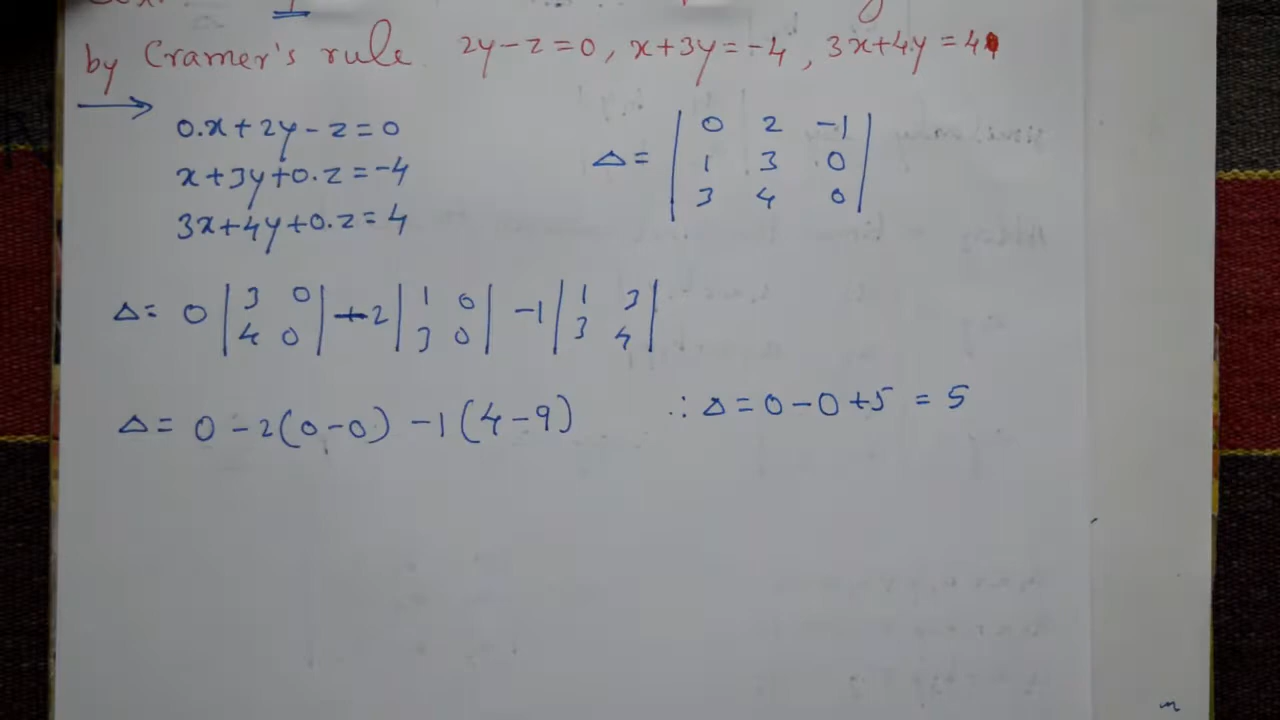 by Cramer's rule 2y-z=0, x+3y=-4, 3x+4y=4
0.x+2y-z=0
x+3y+0.z=-4
3x+4y+0.z=4
Δ= | 0 2 -1 |
| 1 3 0 |
| 3 4 0 |
Δ= 0 | 3 0 | -2 | 1 0 | -1 | 1 3 |
| 4 0 | | 3 0 | | 3 4 |
Δ= 0 -2(0-0) -1(4-9) ∴ Δ=0-0+5 = 5